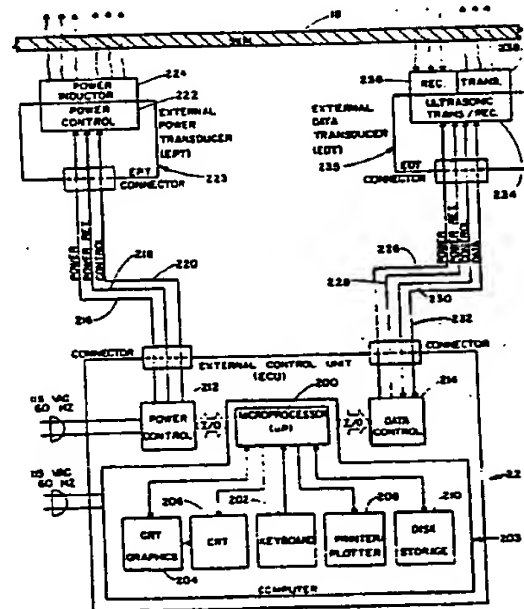 18
SKIN
224
POWER
INDUCTOR
222
POWER
CONTROL
EXTERNAL
POWER
TRANSDUCER
(EPT)
223
EPT
CONNECTOR
236
REC.
TRANS.
238
ULTRASONIC
TRANS/REC.
EXTERNAL
DATA
TRANSDUCER
(EDT)
235
234
EDT
CONNECTOR
POWER
POWER RET.
CONTROL
218
220
216
POWER
POWER RET.
CONTROL
DATA
226
228
230
232
CONNECTOR
EXTERNAL CONTROL UNIT
(ECU)
CONNECTOR
212
200
214
115 VAC
60 HZ
POWER
CONTROL
I/O
MICROPROCESSOR
(μP)
I/O
DATA
CONTROL
115 VAC
60 HZ
22
206
202
208
210
CRT
GRAPHICS
CRT
KEYBOARD
PRINTER
PLOTTER
DISK
STORAGE
204
203
COMPUTER